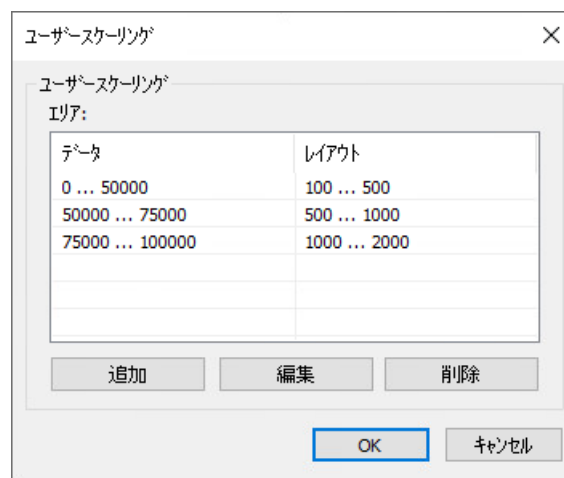 ユーザースケーリング
ユーザースケーリング
エリア:
データ レイアウト
0 ... 50000 100 ... 500
50000 ... 75000 500 ... 1000
75000 ... 100000 1000 ... 2000
追加 編集 削除
OK キャンセル